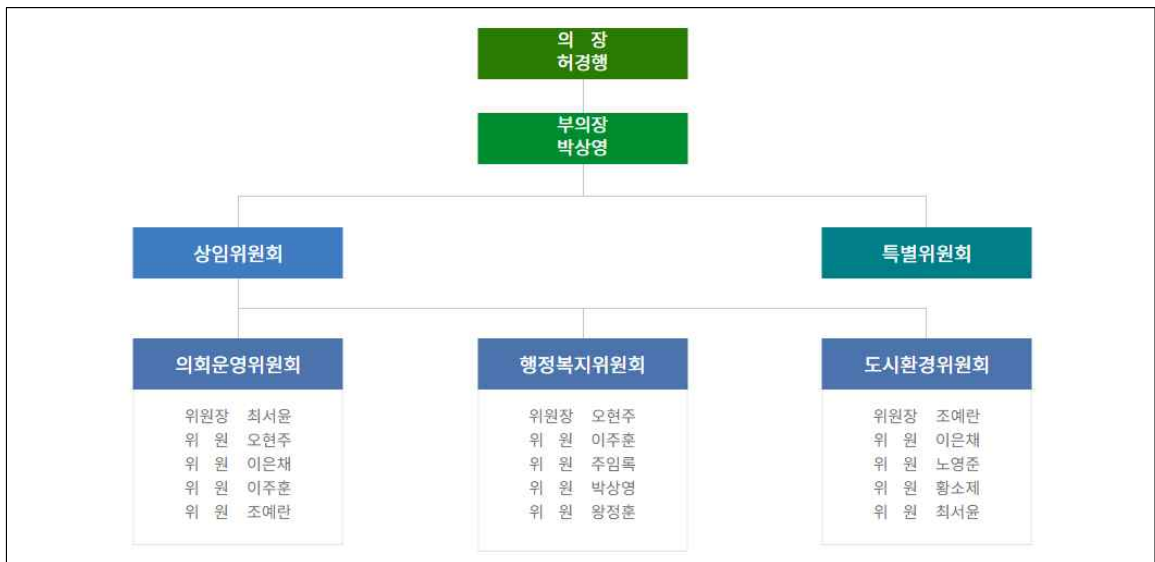 의 장
허경행
부의장
박상영
상임위원회
특별위원회
의회운영위원회
위원장 최서윤
위 원 오현주
위 원 이은채
위 원 이주훈
위 원 조예란
행정복지위원회
위원장 오현주
위 원 이주훈
위 원 주임록
위 원 박상영
위 원 왕정훈
도시환경위원회
위원장 조예란
위 원 이은채
위 원 노영준
위 원 황소제
위 원 최서윤